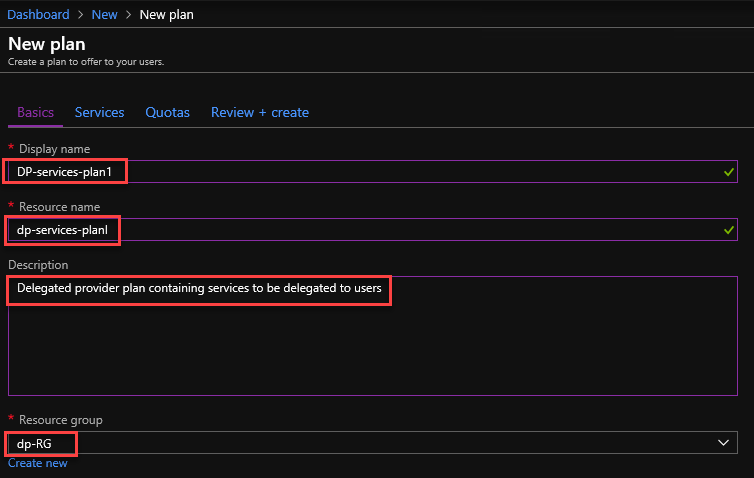 Dashboard > New > New plan
New plan
Create a plan to offer to your users.
Basics Services Quotas Review + create
* Display name
DP-services-plan1
* Resource name
dp-services-planl
Description
Delegated provider plan containing services to be delegated to users
* Resource group
dp-RG
Create new